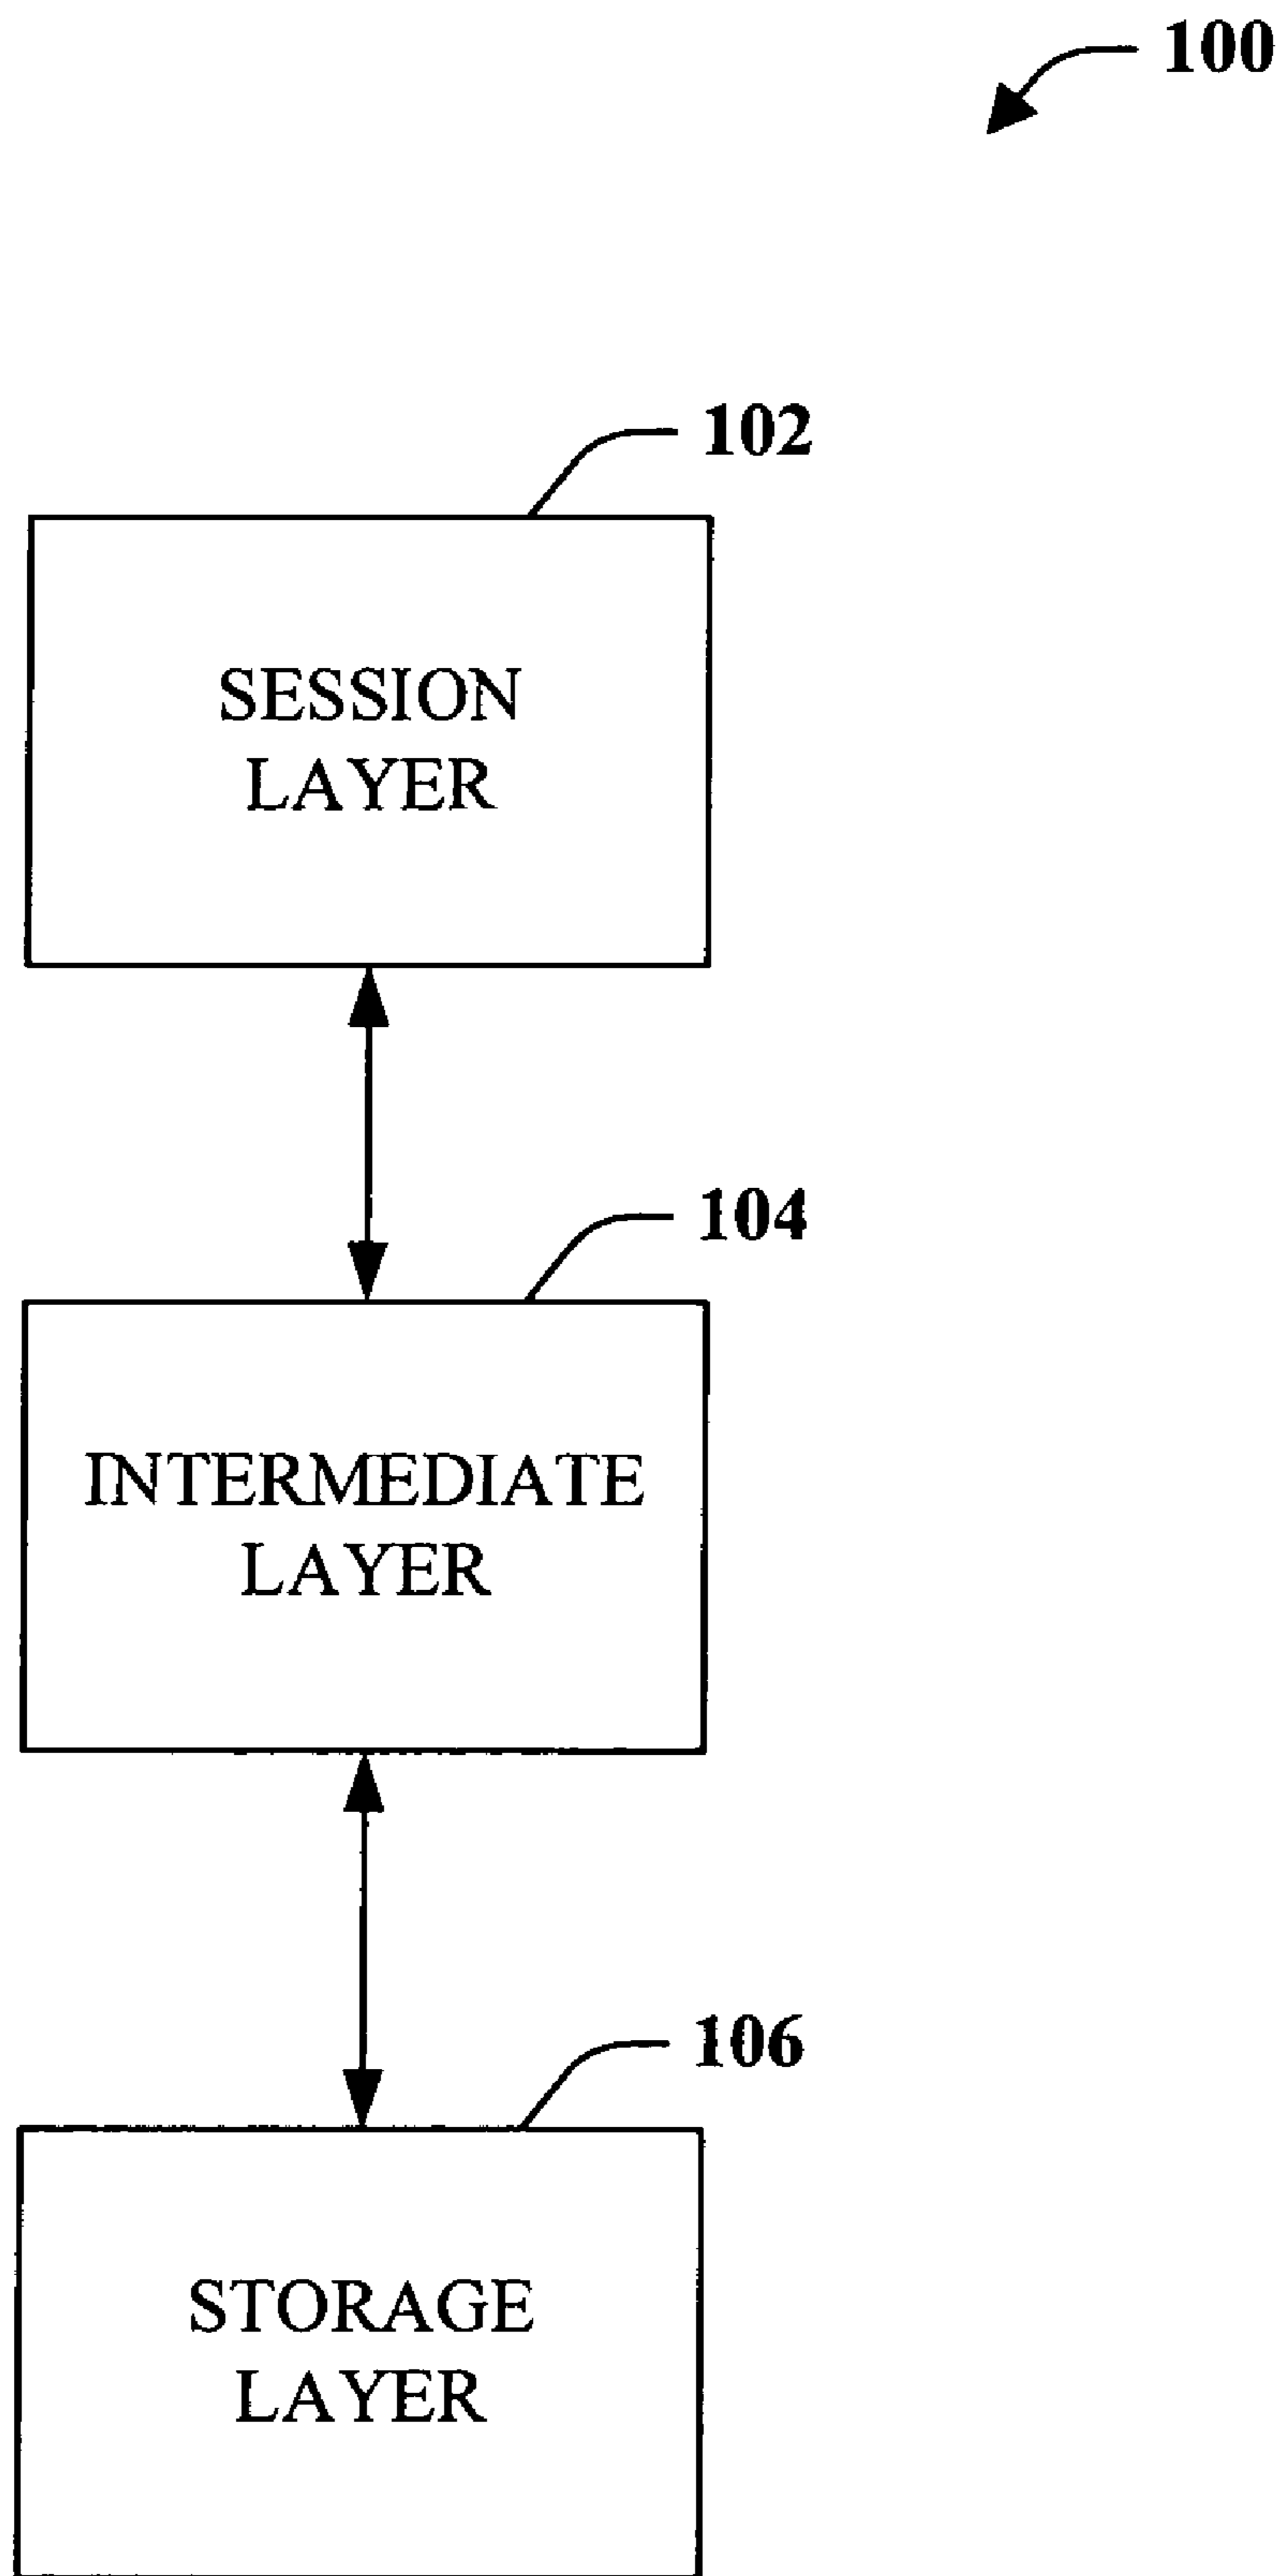 100
102
SESSION
LAYER
104
INTERMEDIATE
LAYER
106
STORAGE
LAYER